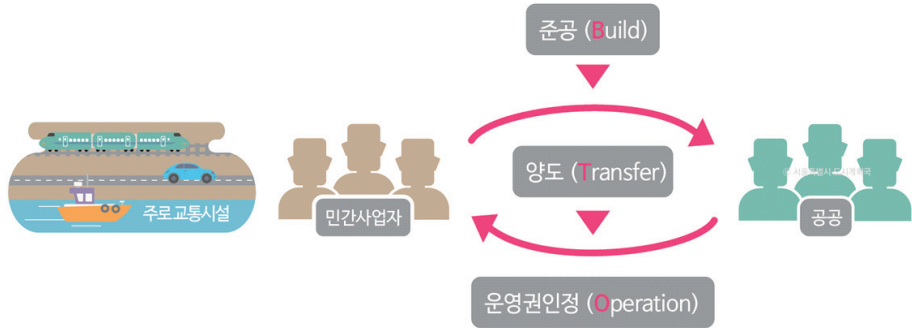 준공 (Build)
양도 (Transfer)
운영권인정 (Operation)
주로 교통시설
민간사업자
공공